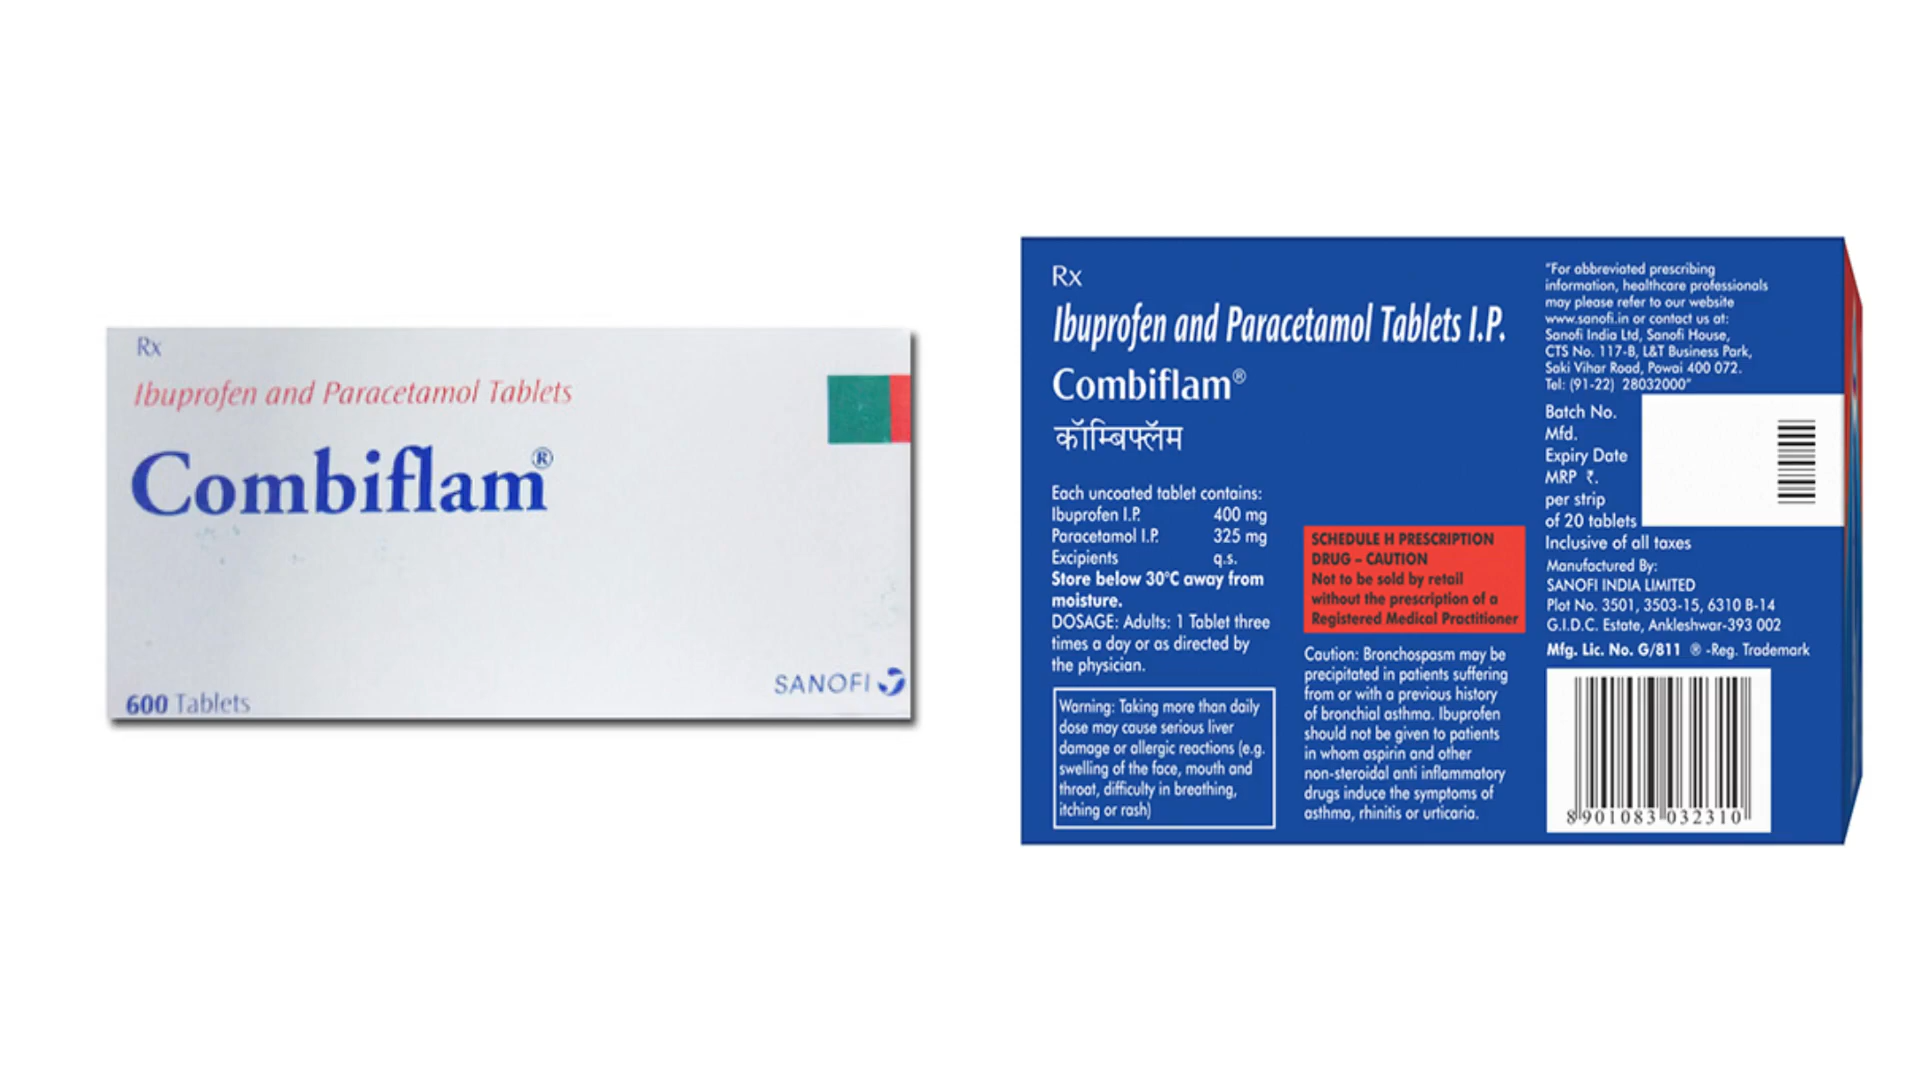 Rx
Ibuprofen and Paracetamol Tablets
Combiflam®
SANOFI
600 Tablets
Rx
Ibuprofen and Paracetamol Tablets I.P.
Combiflam®
कॉम्बिफ्लॅम
Each uncoated tablet contains:
Ibuprofen I.P. 400 mg
Paracetamol I.P. 325 mg
Excipients q.s.
Store below 30°C away from
moisture.
DOSAGE: Adults: 1 Tablet three
times a day or as directed by
the physician.
Warning: Taking more than daily
dose may cause serious liver
damage or allergic reactions (e.g.
swelling of the face, mouth and
throat, difficulty in breathing,
itching or rash)
SCHEDULE H PRESCRIPTION
DRUG – CAUTION
Not to be sold by retail
without the prescription of a
Registered Medical Practitioner
Caution: Bronchospasm may be
precipitated in patients suffering
from or with a previous history
of bronchial asthma. Ibuprofen
should not be given to patients
in whom aspirin and other
non-steroidal anti inflammatory
drugs induce the symptoms of
asthma, rhinitis or urticaria.
"For abbreviated prescribing
information, healthcare professionals
may please refer to our website
www.sanofi.in or contact us at:
Sanofi India Ltd, Sanofi House,
CTS No. 117-B, L&T Business Park,
Saki Vihar Road, Powai 400 072.
Tel: (91-22) 28032000"
Batch No.
Mfd.
Expiry Date
MRP ₹.
per strip
of 20 tablets
Inclusive of all taxes
Manufactured By:
SANOFI INDIA LIMITED
Plot No. 3501, 3503-15, 6310 B-14
G.I.D.C. Estate, Ankleshwar-393 002
Mfg. Lic. No. G/811 ® -Reg. Trademark
8 901083 032310